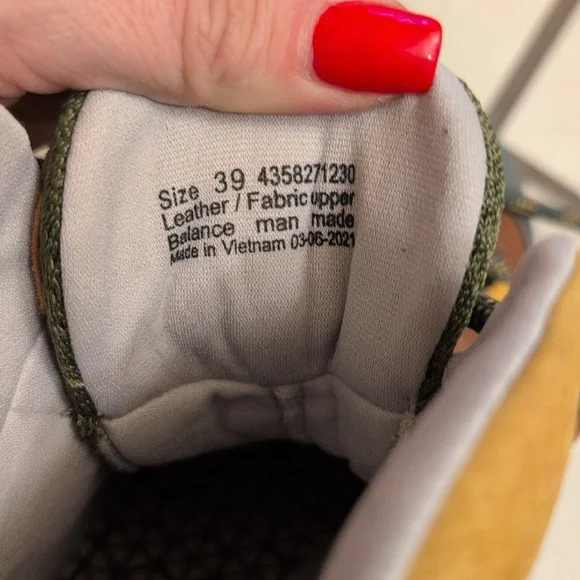 Size 39 4358271230
Leather / Fabric upper
Balance man made
Made in Vietnam 03-06-2021